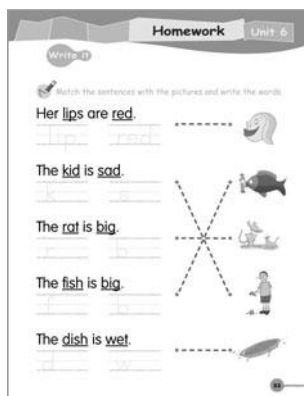 Homework Unit 6
Write it
Match the sentences with the pictures and write the words.
Her lips are red.
lip red
The kid is sad.
k s
The rat is big.
r b
The fish is big.
f b
The dish is wet.
d w